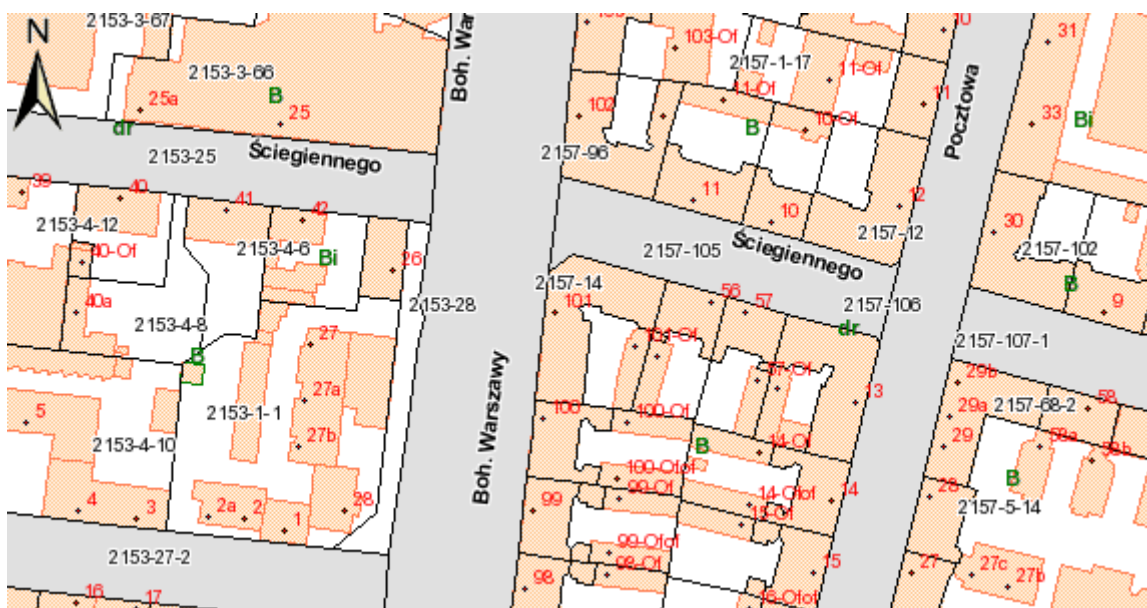 2153-3-67
N
2153-3-66
B
25a
25
dr
2153-25
Ściegiennego
Boh. War
103-Of
2157-1-17
11-Of
11-Of
B
10-Of
102
2157-96
11
11
10
12
2157-12
10
Pocztowa
31
33
Bi
30
2157-102
B
9
39
40
41
42
2153-4-12
40-Of
2153-4-6
Bi
26
40a
2153-4-8
2153-28
B
27
27a
27b
2153-1-1
5
2153-4-10
4
3
2a
2
1
28
2153-27-2
16
17
Boh. Warszawy
2157-105
Ściegiennego
2157-14
101
56
57
2157-106
dr
101-Of
57-Of
13
100-Of
14-Of
B
100-Ofof
99-Of
99
14-Ofof
15-Of
14
99-Ofof
98-Of
98
15
16-Ofof
2157-107-1
29b
2157-68-2
58
29a
29
58a
58b
B
28
2157-5-14
27
27c
27b